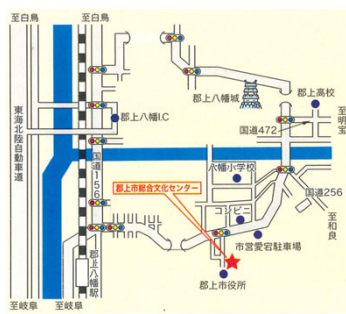 至白鳥
至白鳥
郡上八幡城
郡上高校
至明宝
国道472
郡上八幡I.C
東海北陸自動車道
国道156
八幡小学校
郡上市総合文化センター
国道256
至和良
コンビニ
市営愛宕駐車場
郡上市役所
郡上八幡駅
至岐阜
至岐阜